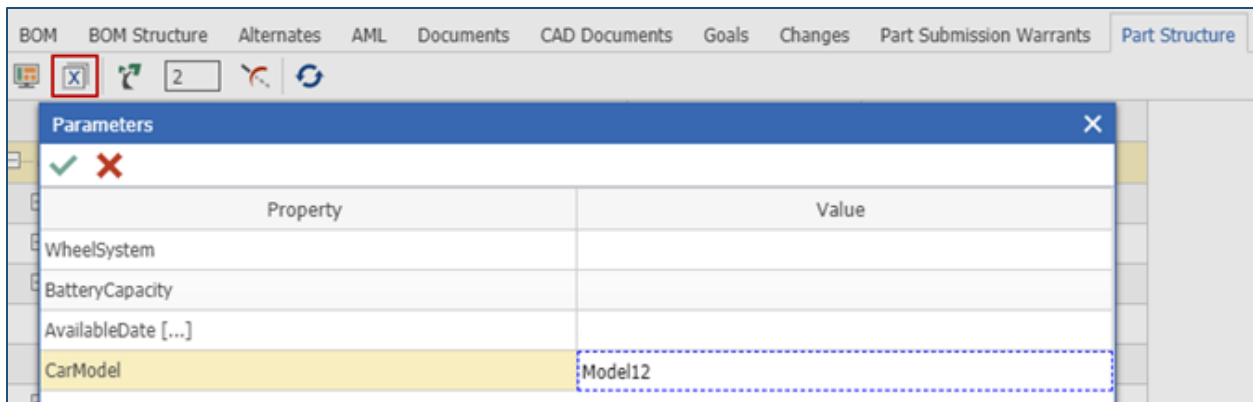 BOM BOM Structure Alternates AML Documents CAD Documents Goals Changes Part Submission Warrants Part Structure
X 2
Parameters
Property Value
WheelSystem
BatteryCapacity
AvailableDate [...]
CarModel Model12